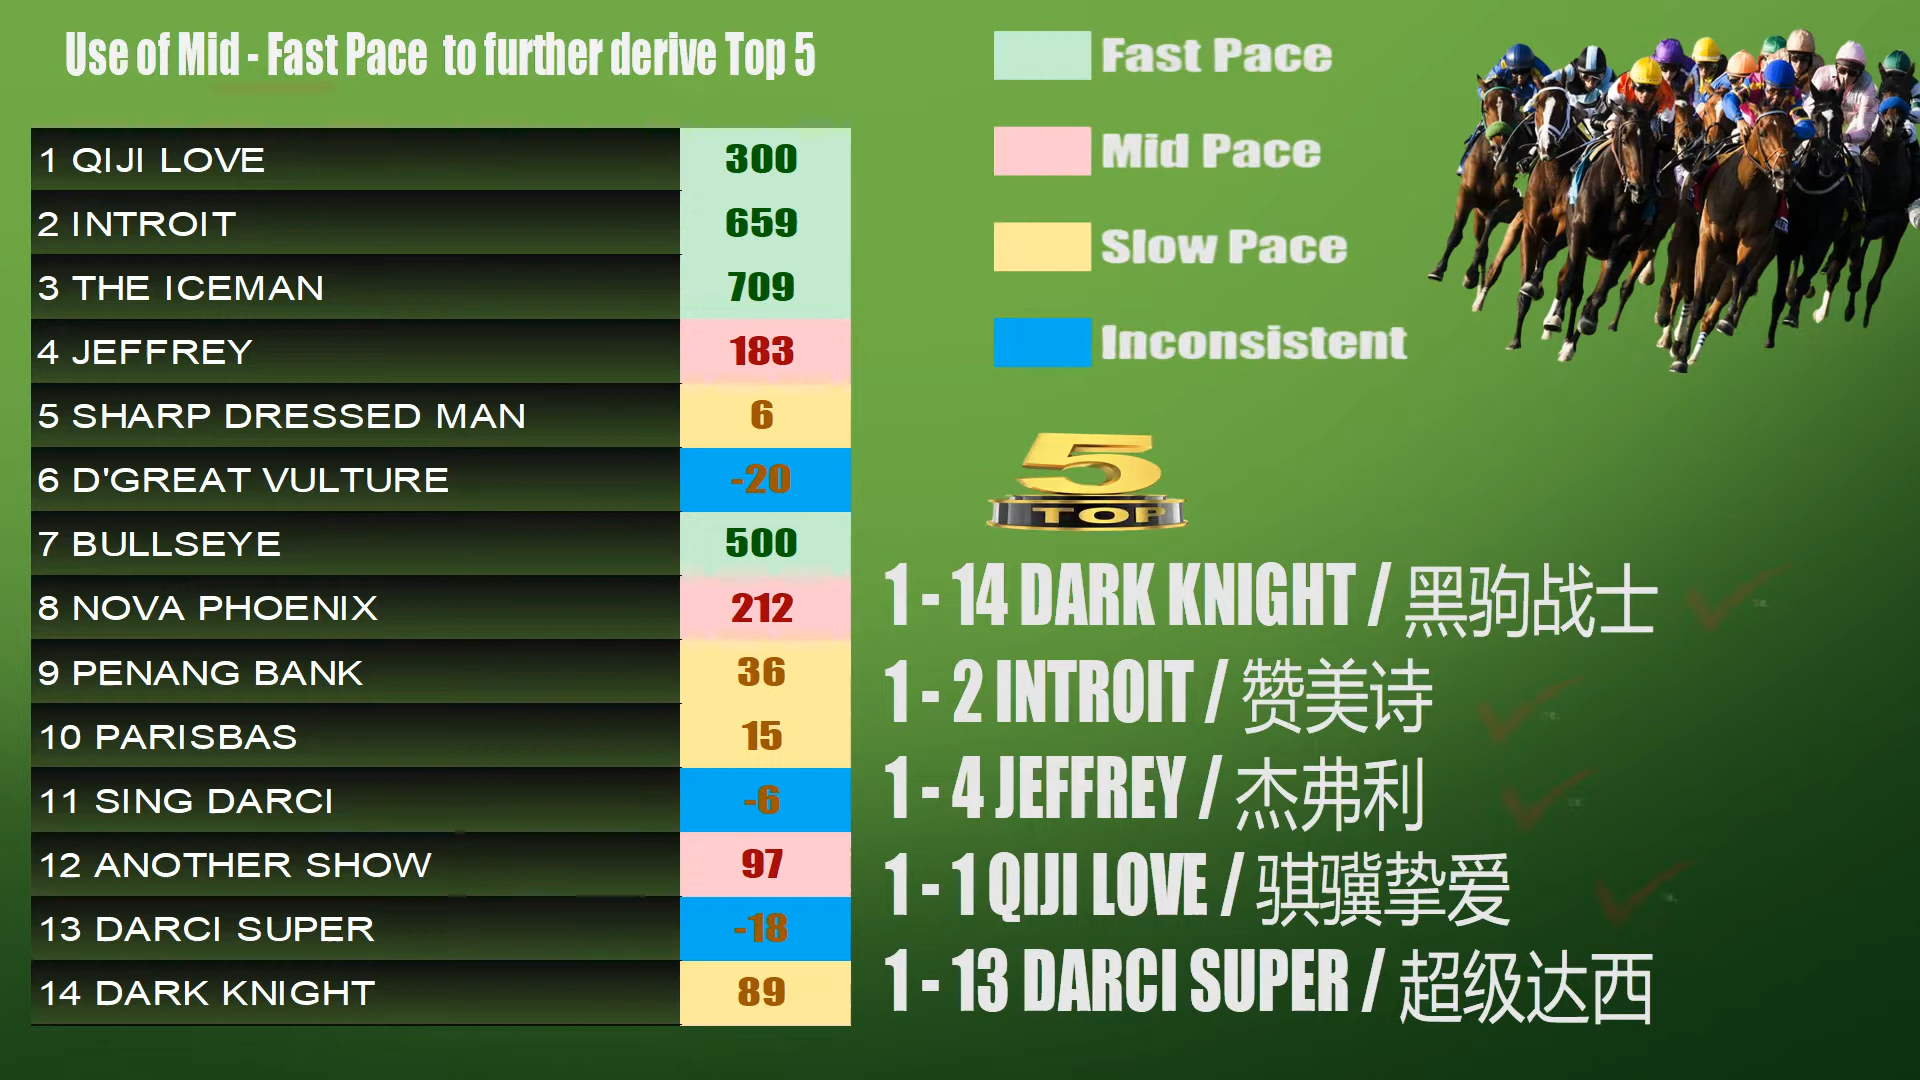 Use of Mid - Fast Pace to further derive Top 5
1 QIJI LOVE 300
2 INTROIT 659
3 THE ICEMAN 709
4 JEFFREY 183
5 SHARP DRESSED MAN 6
6 D'GREAT VULTURE -20
7 BULLSEYE 500
8 NOVA PHOENIX 212
9 PENANG BANK 36
10 PARISBAS 15
11 SING DARCI -6
12 ANOTHER SHOW 97
13 DARCI SUPER -18
14 DARK KNIGHT 89
Fast Pace
Mid Pace
Slow Pace
Inconsistent
5
TOP
1 - 14 DARK KNIGHT / 黑驹战士
1 - 2 INTROIT / 赞美诗
1 - 4 JEFFREY / 杰弗利
1 - 1 QIJI LOVE / 骐骥挚爱
1 - 13 DARCI SUPER / 超级达西